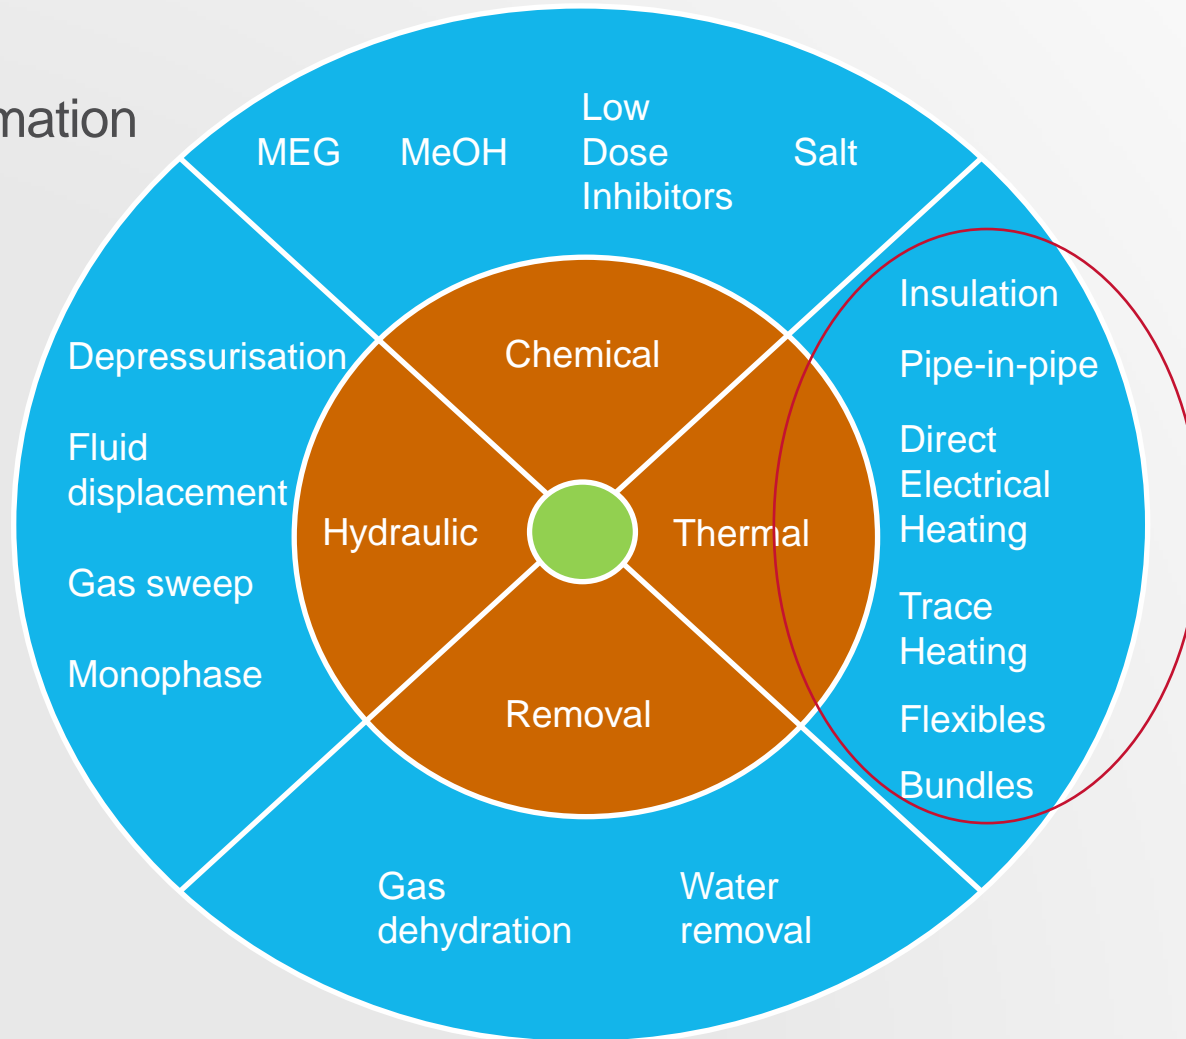 mation
MEG
MeOH
Low
Dose
Inhibitors
Salt
Chemical
Insulation
Pipe-in-pipe
Direct
Electrical
Heating
Trace
Heating
Flexibles
Bundles
Thermal
Depressurisation
Fluid
displacement
Gas sweep
Monophase
Hydraulic
Removal
Gas
dehydration
Water
removal